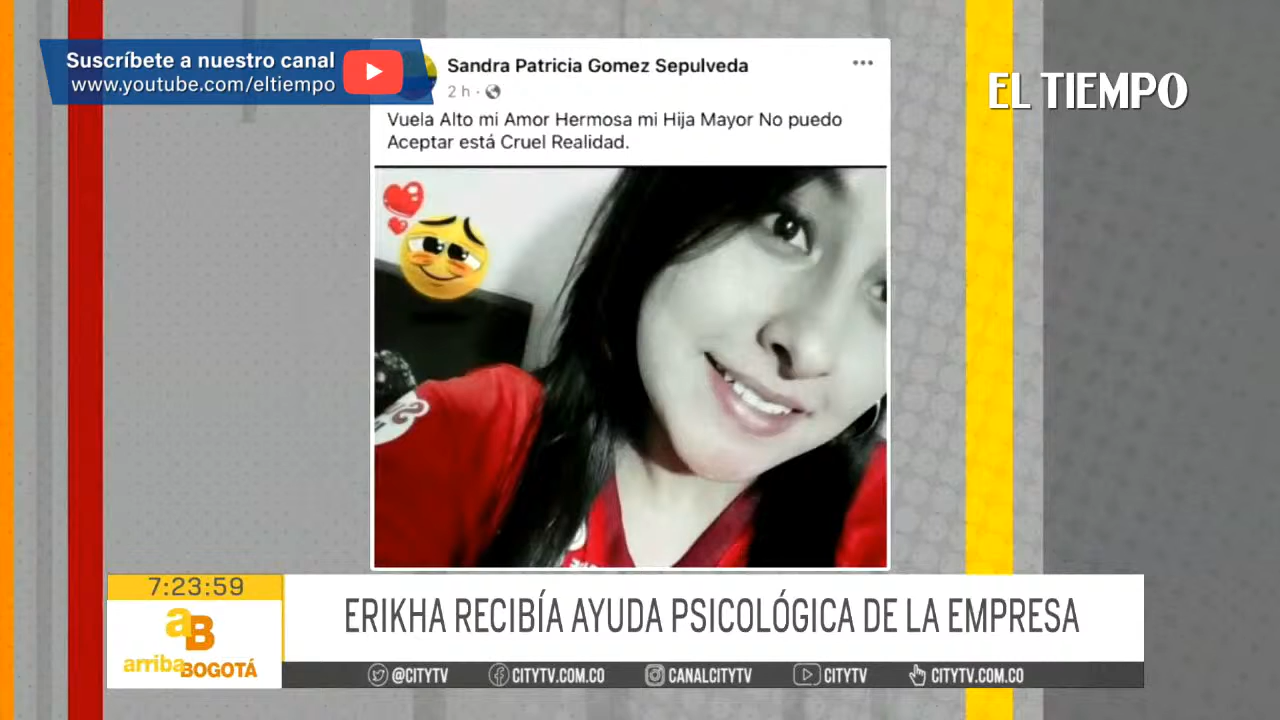 Suscríbete a nuestro canal
www.youtube.com/eltiempo
Sandra Patricia Gomez Sepulveda
2 h ·
Vuela Alto mi Amor Hermosa mi Hija Mayor No puedo
Aceptar está Cruel Realidad.
EL TIEMPO
7:23:59
aB
arriba BOGOTÁ
ERIKHA RECIBÍA AYUDA PSICOLÓGICA DE LA EMPRESA
@CITYTV CITYTV.COM.CO CANALCITYTV CITYTV CITYTV.COM.CO